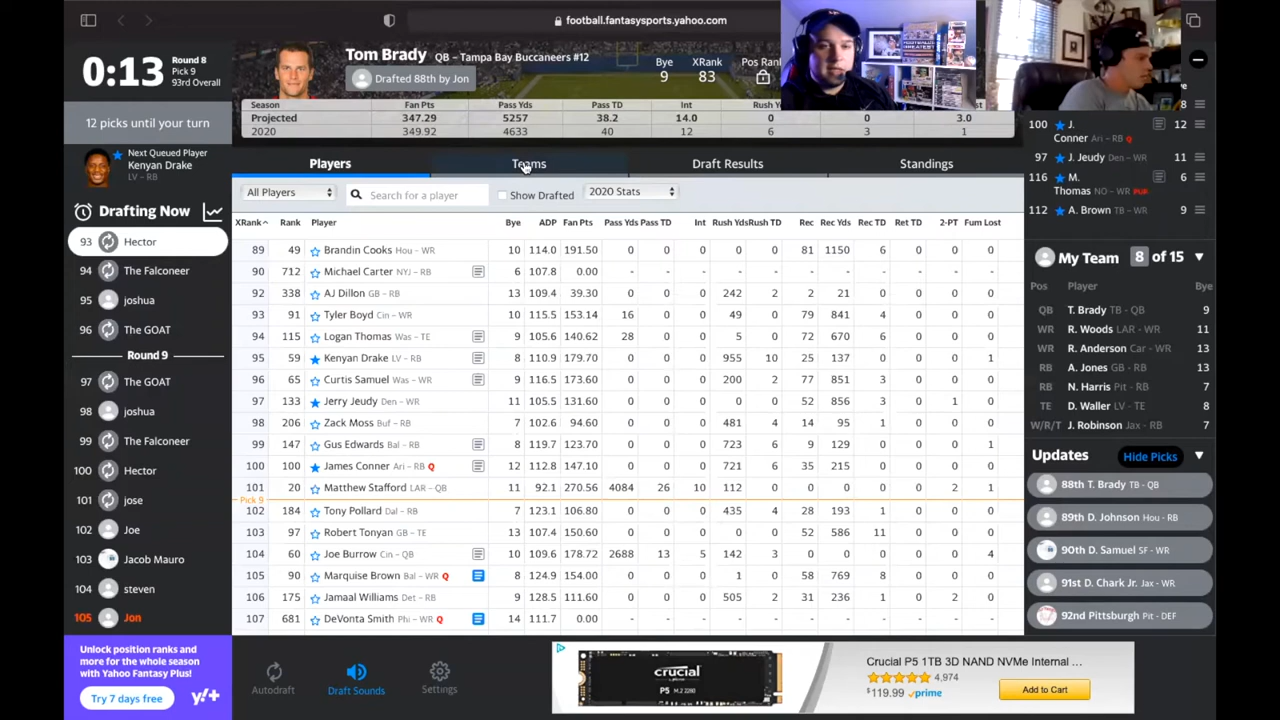 football.fantasysports.yahoo.com
0:13
Round 8
Pick 9
93rd Overall
12 picks until your turn
Next Queued Player
Kenyan Drake
LV – RB
Drafting Now
93 Hector
94 The Falconeer
95 joshua
96 The GOAT
Round 9
97 The GOAT
98 joshua
99 The Falconeer
100 Hector
101 jose
102 Joe
103 Jacob Mauro
104 steven
105 Jon
Unlock position ranks and
more for the whole season
with Yahoo Fantasy Plus!
Try 7 days free
y!+
Tom Brady QB – Tampa Bay Buccaneers #12
Drafted 88th by Jon
Bye XRank Pos Rank
9 83
Season Fan Pts Pass Yds Pass TD Int Rush Y
Projected 347.29 5257 38.2 14.0 0 0 3.0
2020 349.92 4633 40 12 6 3 1
Players Teams Draft Results Standings
All Players Search for a player Show Drafted 2020 Stats
XRank Rank Player Bye ADP Fan Pts Pass Yds Pass TD Int Rush Yds Rush TD Rec Rec Yds Rec TD Ret TD 2-PT Fum Lost
89 49 Brandin Cooks Hou – WR 10 114.0 191.50 0 0 0 0 0 81 1150 6 0 0 0
90 712 Michael Carter NYJ – RB 6 107.8 0.00 - - - - - - - - - - -
92 338 AJ Dillon GB – RB 13 109.4 39.30 0 0 0 242 2 2 21 0 0 0 0
93 91 Tyler Boyd Cin – WR 10 115.5 153.14 16 0 0 49 0 79 841 4 0 0 0
94 115 Logan Thomas Was – TE 9 105.6 140.62 28 0 0 5 0 72 670 6 0 0 0
95 59 Kenyan Drake LV – RB 8 110.9 179.70 0 0 0 955 10 25 137 0 0 0 1
96 65 Curtis Samuel Was – WR 9 116.5 173.60 0 0 0 200 2 77 851 3 0 0 0
97 133 Jerry Jeudy Den – WR 11 105.5 131.60 0 0 0 0 0 52 856 3 0 1 0
98 206 Zack Moss Buf – RB 7 102.6 94.60 0 0 0 481 4 14 95 1 0 0 0
99 147 Gus Edwards Bal – RB 8 119.7 123.70 0 0 0 723 6 9 129 0 0 0 1
100 100 James Conner Ari – RB Q 12 112.8 147.10 0 0 0 721 6 35 215 0 0 0 0
101 20 Matthew Stafford LAR – QB 11 92.1 270.56 4084 26 10 112 0 0 0 0 0 2 1
Pick 9
102 184 Tony Pollard Dal – RB 7 123.1 106.80 0 0 0 435 4 28 193 1 0 0 0
103 97 Robert Tonyan GB – TE 13 107.4 150.60 0 0 0 0 0 52 586 11 0 0 0
104 60 Joe Burrow Cin – QB 10 109.6 178.72 2688 13 5 142 3 0 0 0 0 0 4
105 90 Marquise Brown Bal – WR Q 8 124.9 154.00 0 0 0 1 0 58 769 8 0 0 0
106 175 Jamaal Williams Det – RB 9 128.5 111.60 0 0 0 505 2 31 236 1 0 2 0
107 681 DeVonta Smith Phi – WR Q 14 111.7 0.00 - - - - - - - - - - -
8
100 J. Conner Ari – RB Q 12
97 J. Jeudy Den – WR 11
116 M. Thomas NO – WR PUP 6
112 A. Brown TB – WR 9
My Team 8 of 15
Pos Player Bye
QB T. Brady TB – QB 9
WR R. Woods LAR – WR 11
WR R. Anderson Car – WR 13
RB A. Jones GB – RB 13
RB N. Harris Pit – RB 7
TE D. Waller LV – TE 8
W/R/T J. Robinson Jax – RB 7
Updates Hide Picks
88th T. Brady TB – QB
89th D. Johnson Hou – RB
90th D. Samuel SF – WR
91st D. Chark Jr. Jax – WR
92nd Pittsburgh Pit – DEF
Autodraft Draft Sounds Settings
crucial
P5 M.2 2280
Crucial P5 1TB 3D NAND NVMe Internal ...
4,974
$119.99 prime
Add to Cart